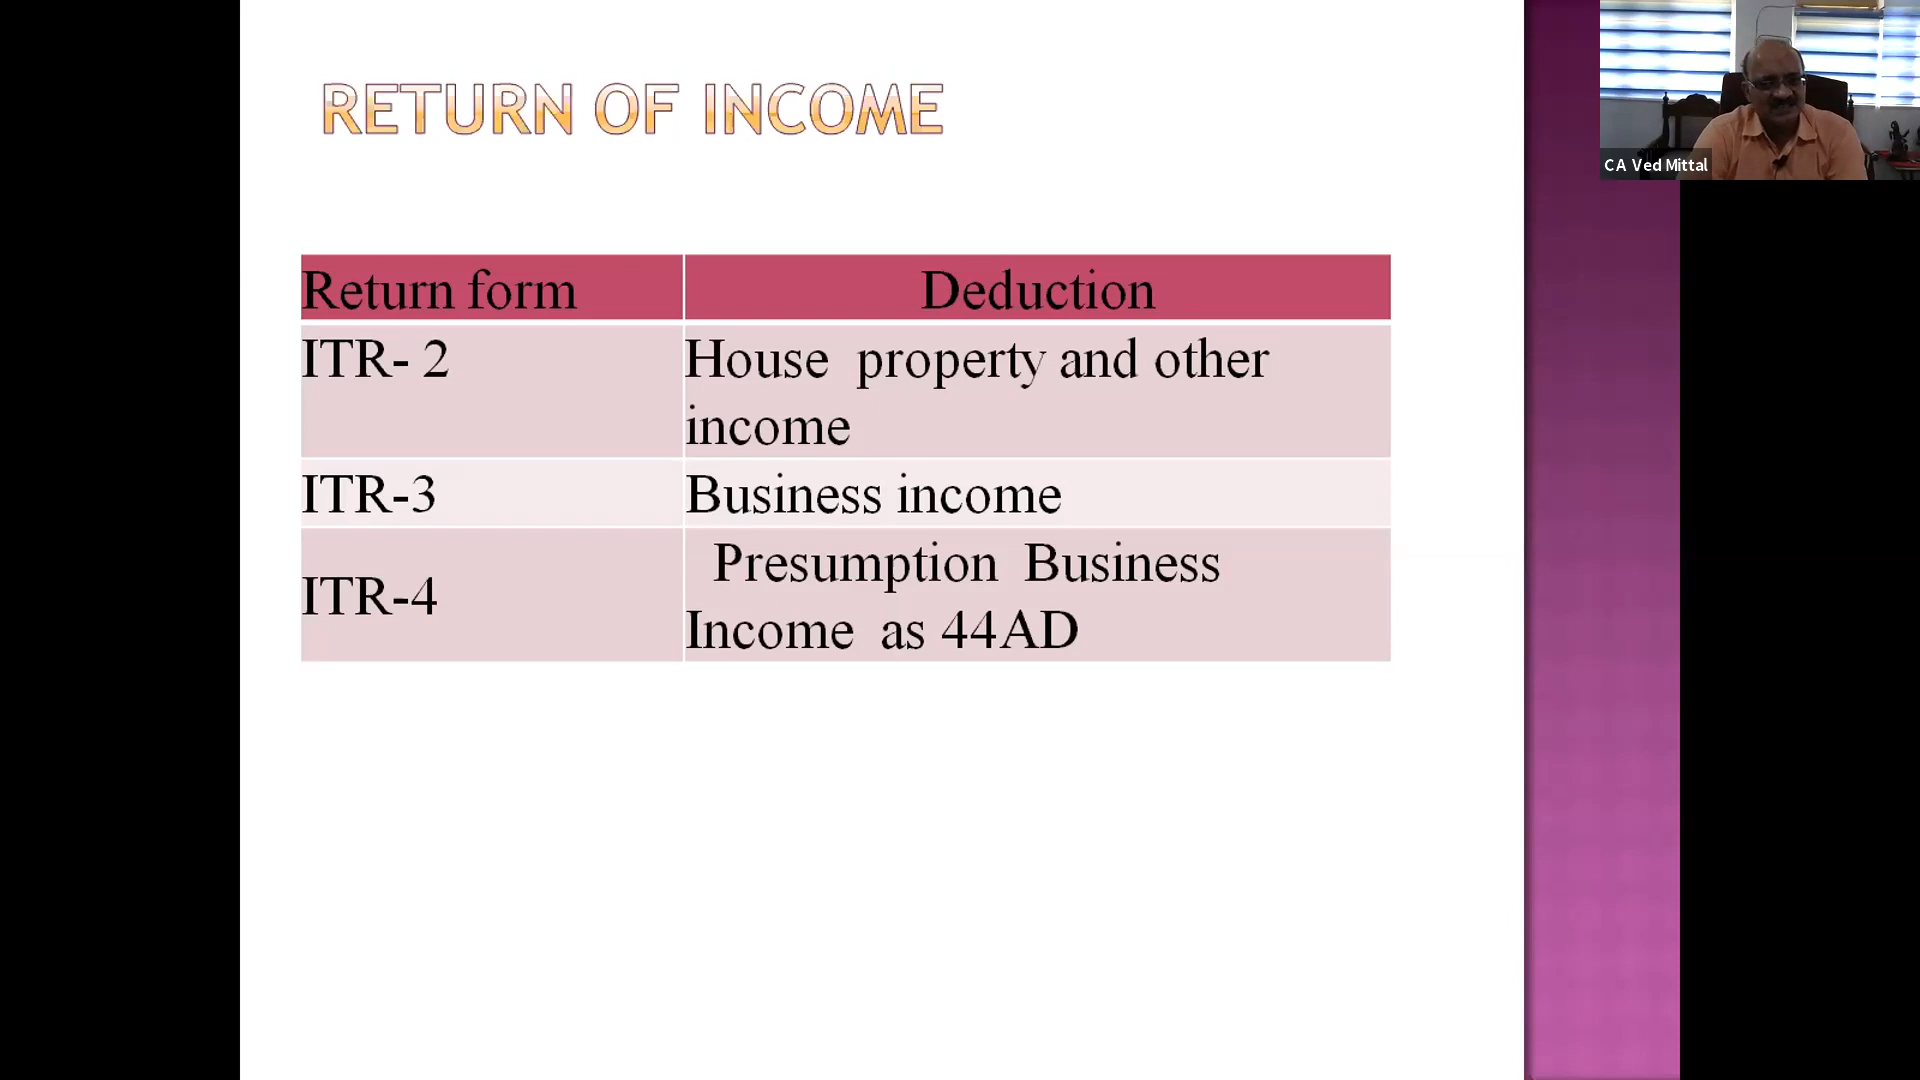 RETURN OF INCOME
CA Ved Mittal
Return form Deduction
ITR- 2 House property and other
income
ITR-3 Business income
ITR-4 Presumption Business
Income as 44AD